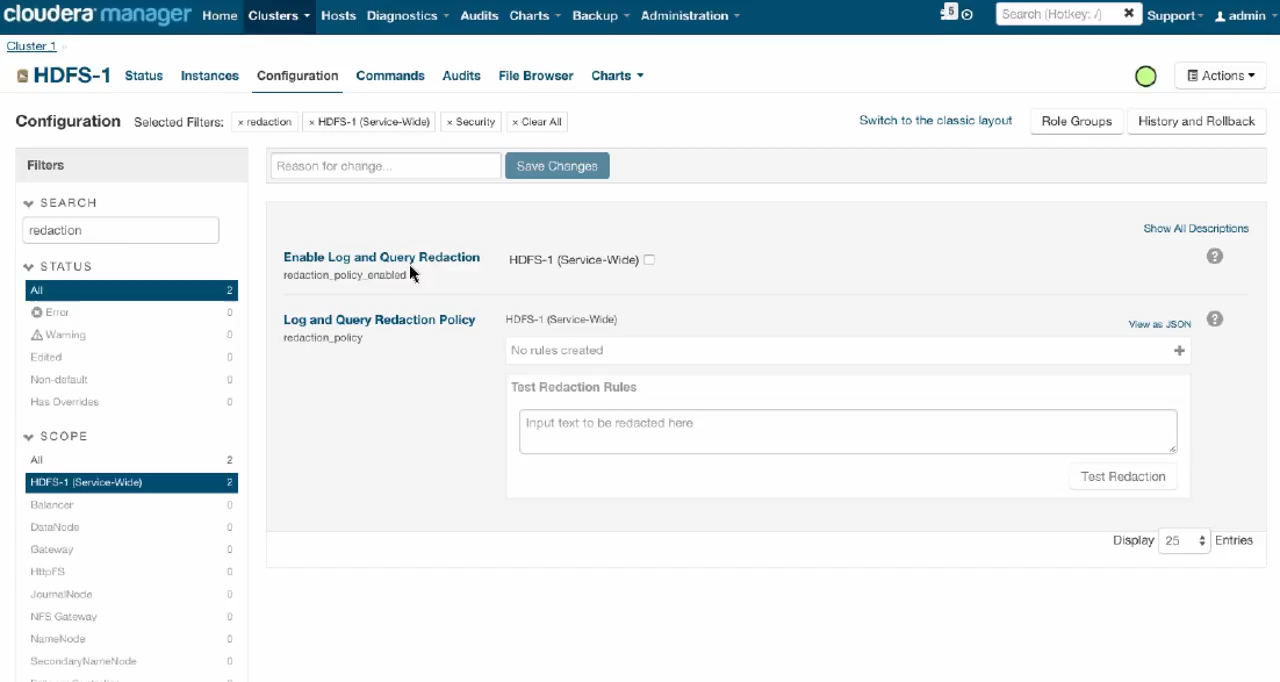 cloudera manager Home Clusters Hosts Diagnostics Audits Charts Backup Administration 5 Search (Hotkey: /) Support admin
Cluster 1
HDFS-1 Status Instances Configuration Commands Audits File Browser Charts Actions
Configuration Selected Filters: × redaction × HDFS-1 (Service-Wide) × Security × Clear All Switch to the classic layout Role Groups History and Rollback
Filters
Reason for change... Save Changes
SEARCH
redaction
Show All Descriptions
Enable Log and Query Redaction HDFS-1 (Service-Wide) ?
redaction_policy_enabled
STATUS
All 2
Error 0
Warning 0
Edited 0
Non-default 0
Has Overrides 0
Log and Query Redaction Policy HDFS-1 (Service-Wide) View as JSON ?
redaction_policy
No rules created +
Test Redaction Rules
Input text to be redacted here
Test Redaction
SCOPE
All 2
HDFS-1 (Service-Wide) 2
Balancer 0
DataNode 0
Gateway 0
HttpFS 0
JournalNode 0
NFS Gateway 0
NameNode 0
SecondaryNameNode 0
Display 25 Entries